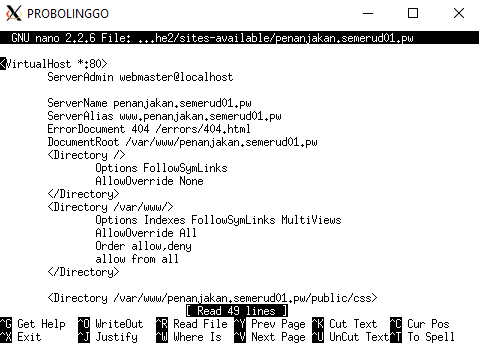 PROBOLINGGO
GNU nano 2.2.6 File: ...he2/sites-available/penanjakan.semerud01.pw
<VirtualHost *:80>
ServerAdmin webmaster@localhost
ServerName penanjakan.semerud01.pw
ServerAlias www.penanjakan.semerud01.pw
ErrorDocument 404 /errors/404.html
DocumentRoot /var/www/penanjakan.semerud01.pw
<Directory />
Options FollowSymLinks
AllowOverride None
</Directory>
<Directory /var/www/>
Options Indexes FollowSymLinks MultiViews
AllowOverride All
Order allow,deny
allow from all
</Directory>
<Directory /var/www/penanjakan.semerud01.pw/public/css>
[ Read 49 lines ]
^G Get Help ^O WriteOut ^R Read File ^Y Prev Page ^K Cut Text ^C Cur Pos
^X Exit ^J Justify ^W Where Is ^V Next Page ^U UnCut Text ^T To Spell